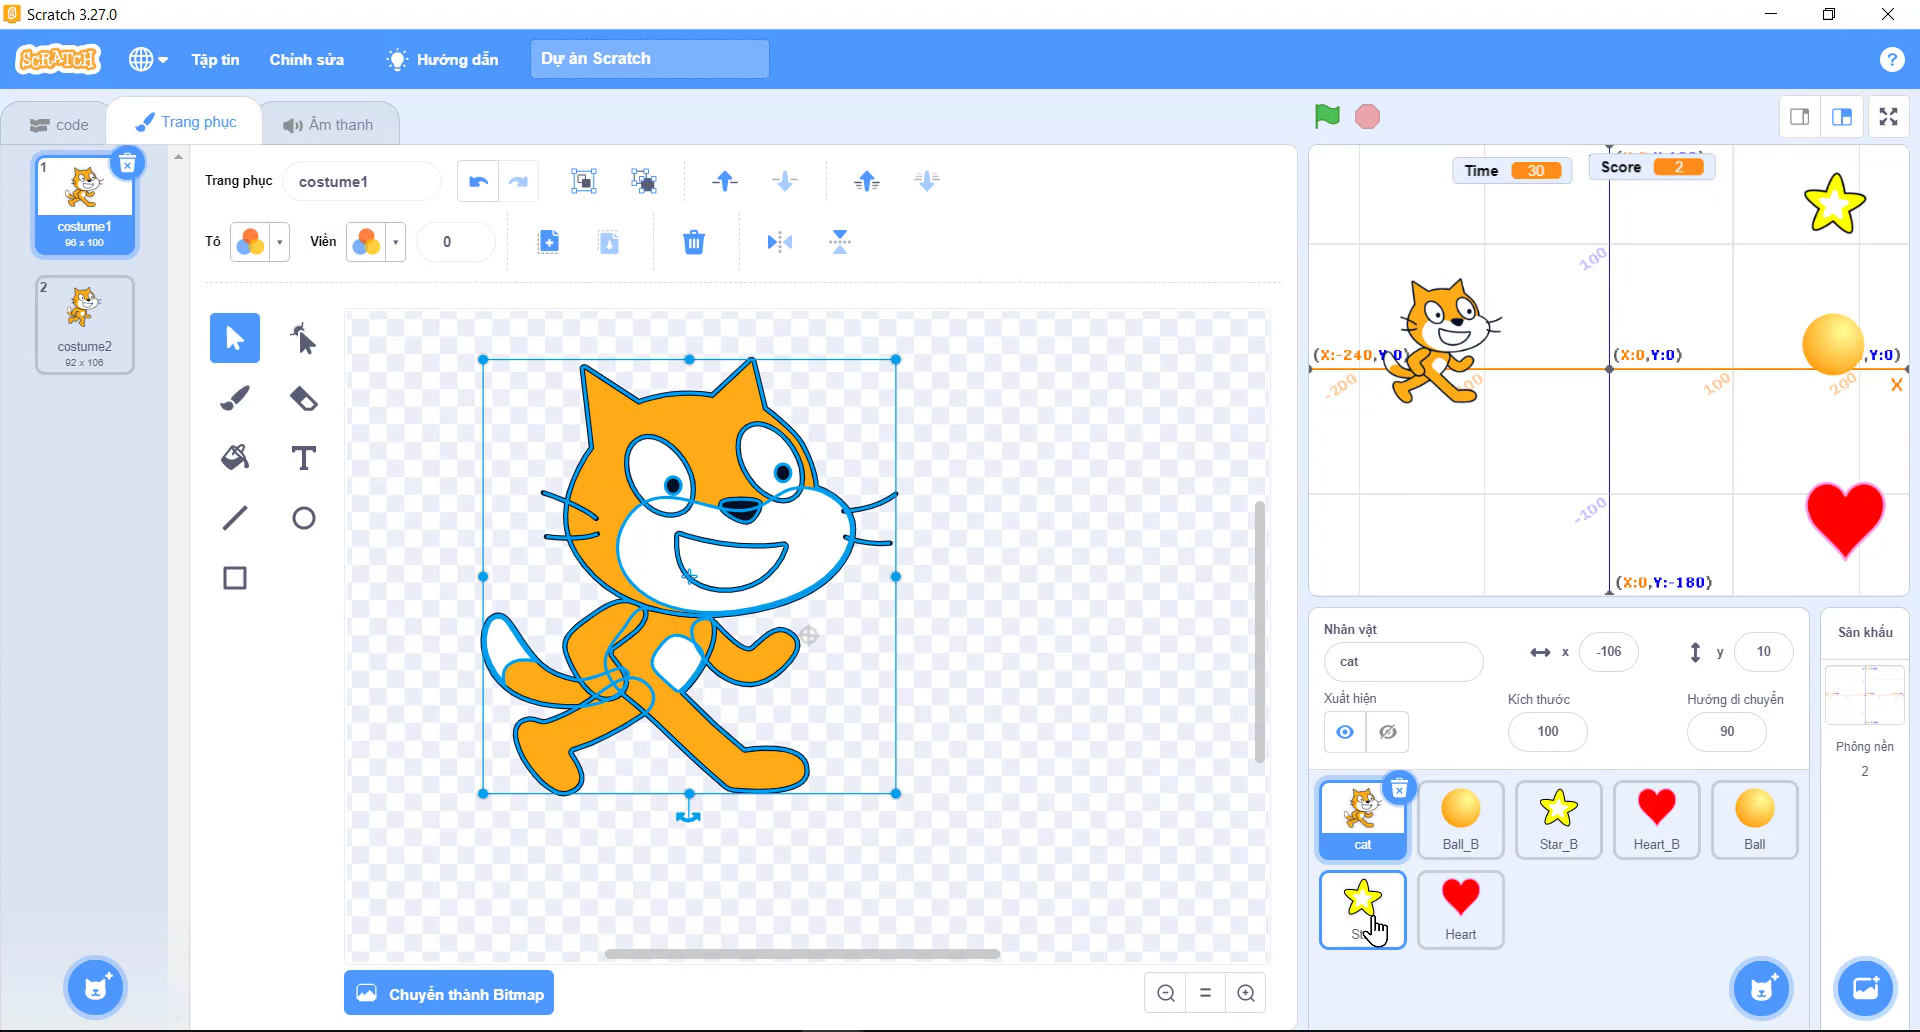 Scratch 3.27.0
SCRATCH
Tập tin
Chỉnh sửa
Hướng dẫn
Dự án Scratch
?
code
Trang phục
Âm thanh
1
costume1
96 x 100
2
costume2
92 x 106
Trang phục
costume1
Tô
Viền
0
T
Chuyển thành Bitmap
Time 30
Score 2
100
(X:-240,Y:0)
(X:0,Y:0)
,Y:0)
-200
100
200
X
-100
(X:0,Y:-180)
Nhân vật
cat
x
-106
y
10
Xuất hiện
Kích thước
100
Hướng di chuyển
90
Sân khấu
Phông nền
2
cat
Ball_B
Star_B
Heart_B
Ball
Heart